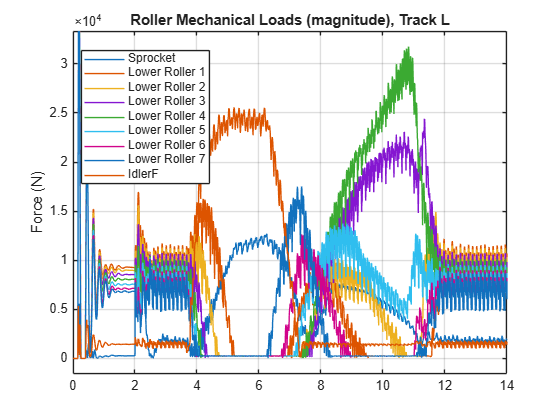 ×10⁴
Roller Mechanical Loads (magnitude), Track L
Force (N)
3
2.5
2
1.5
1
0.5
0
Sprocket
Lower Roller 1
Lower Roller 2
Lower Roller 3
Lower Roller 4
Lower Roller 5
Lower Roller 6
Lower Roller 7
IdlerF
0 2 4 6 8 10 12 14